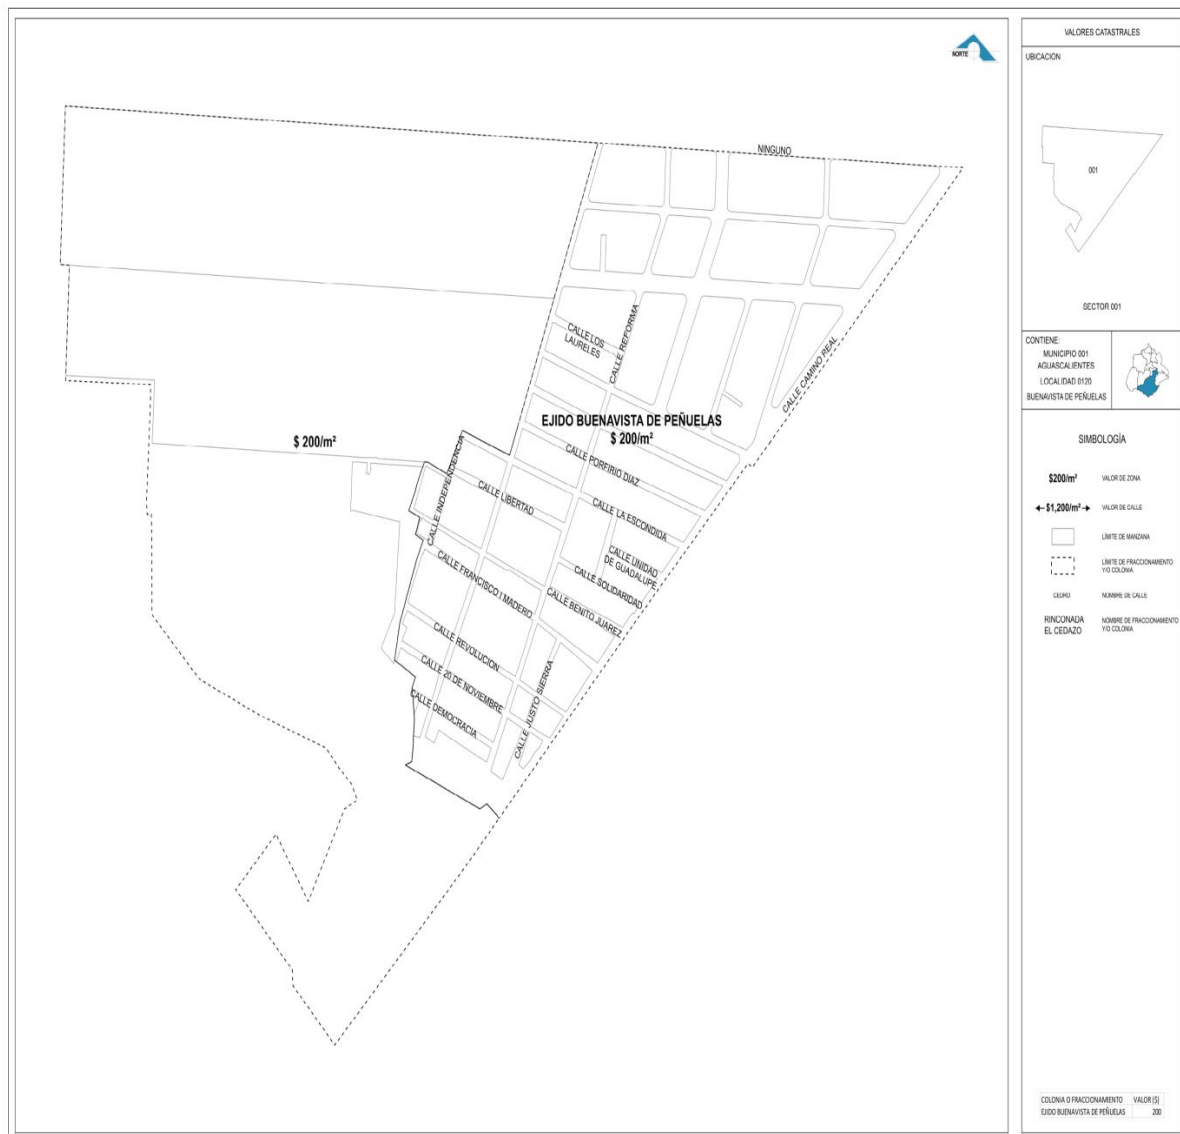 NORTE
NINGUNO
CALLE LOS
LAURELES
CALLE REFORMA
CALLE CAMINO REAL
EJIDO BUENAVISTA DE PEÑUELAS
$ 200/m²
$ 200/m²
CALLE INDEPENDENCIA
CALLE PORFIRIO DIAZ
CALLE LIBERTAD
CALLE LA ESCONDIDA
CALLE UNIDAD
DE GUADALUPE
CALLE FRANCISCO I MADERO
CALLE SOLIDARIDAD
CALLE BENITO JUAREZ
CALLE REVOLUCION
CALLE 20 DE NOVIEMBRE
CALLE JUSTO SIERRA
CALLE DEMOCRACIA
VALORES CATASTRALES
UBICACION
001
SECTOR 001
CONTIENE:
MUNICIPIO 001
AGUASCALIENTES
LOCALIDAD 0120
BUENAVISTA DE PEÑUELAS
SIMBOLOGÍA
$200/m² VALOR DE ZONA
$1,200/m² VALOR DE CALLE
LÍMITE DE MANZANA
LÍMITE DE FRACCIONAMIENTO
Y/O COLONIA
CEDRO NOMBRE DE CALLE
RINCONADA
EL CEDAZO
NOMBRE DE FRACCIONAMIENTO
Y/O COLONIA
COLONIA O FRACCIONAMIENTO VALOR ($)
EJIDO BUENAVISTA DE PEÑUELAS 200